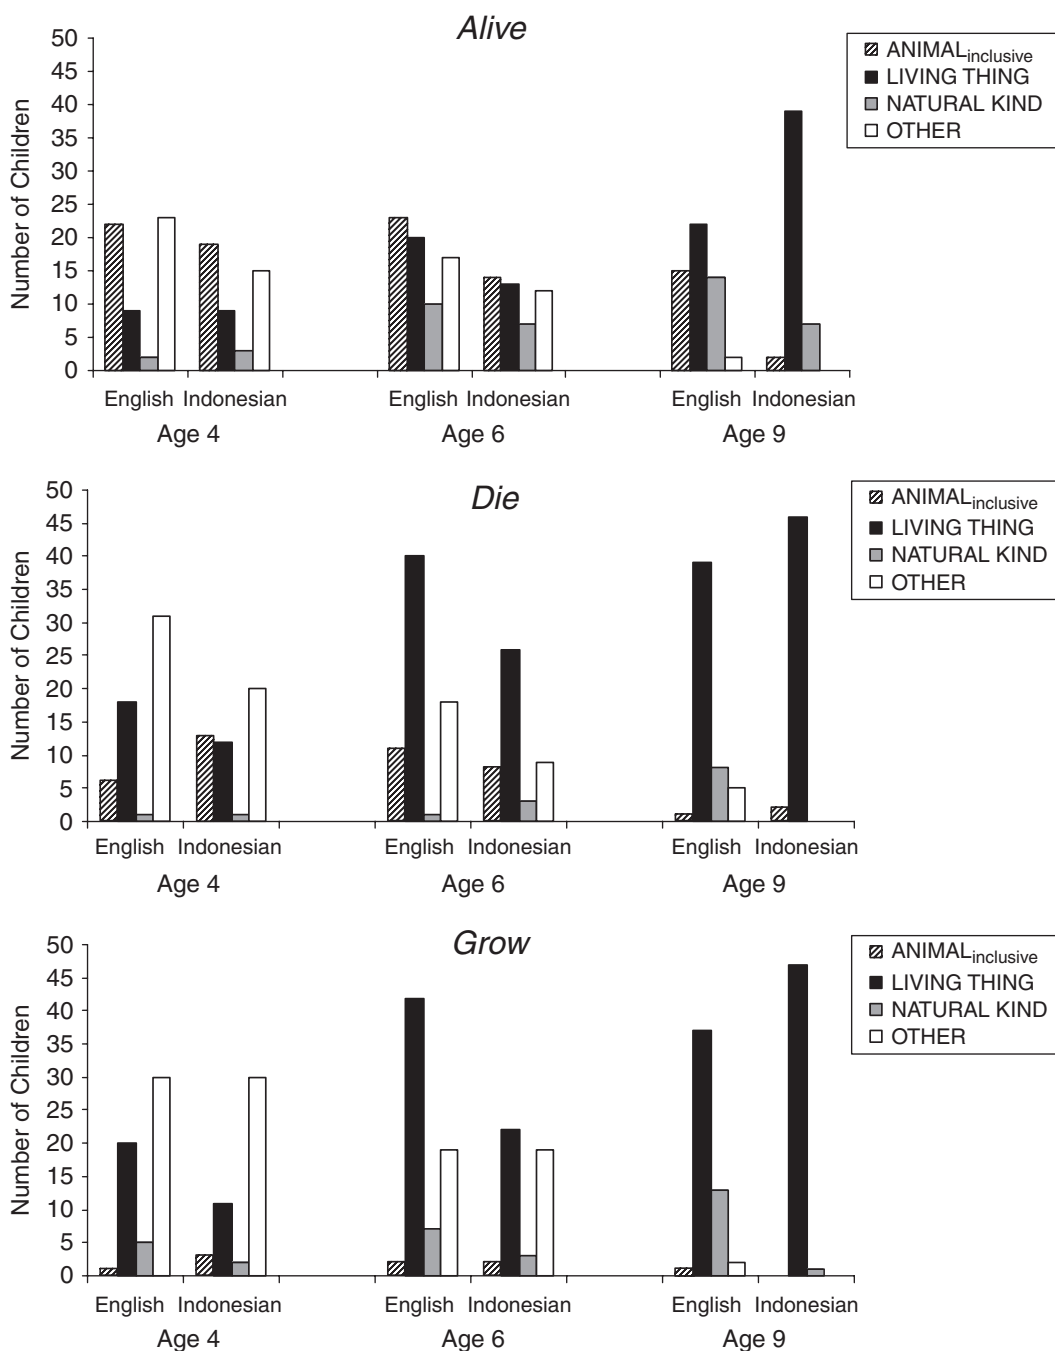 Alive
50
45
40
35
30
25
20
15
10
5
0
Number of Children
English Indonesian English Indonesian English Indonesian
Age 4 Age 6 Age 9
ANIMALinclusive
LIVING THING
NATURAL KIND
OTHER
Die
50
45
40
35
30
25
20
15
10
5
0
Number of Children
English Indonesian English Indonesian English Indonesian
Age 4 Age 6 Age 9
ANIMALinclusive
LIVING THING
NATURAL KIND
OTHER
Grow
50
45
40
35
30
25
20
15
10
5
0
Number of Children
English Indonesian English Indonesian English Indonesian
Age 4 Age 6 Age 9
ANIMALinclusive
LIVING THING
NATURAL KIND
OTHER